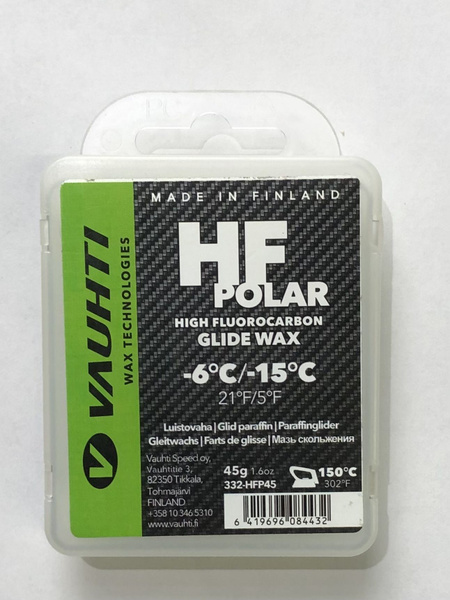 MADE IN FINLAND
VAUHTI
WAX TECHNOLOGIES
HF
POLAR
HIGH FLUOROCARBON
GLIDE WAX
-6°C/-15°C
21°F/5°F
Luistovaha | Glid paraffin | Paraffinglider
Gleitwachs | Farts de glisse | Мазь скольжения
Vauhti Speed oy,
Vauhtitie 3,
82350 Tikkala,
Tohmajärvi
FINLAND
+358 10 346 5310
www.vauhti.fi
45g 1.6oz
332-HFP45
150°C
302°F
6 419696 084432